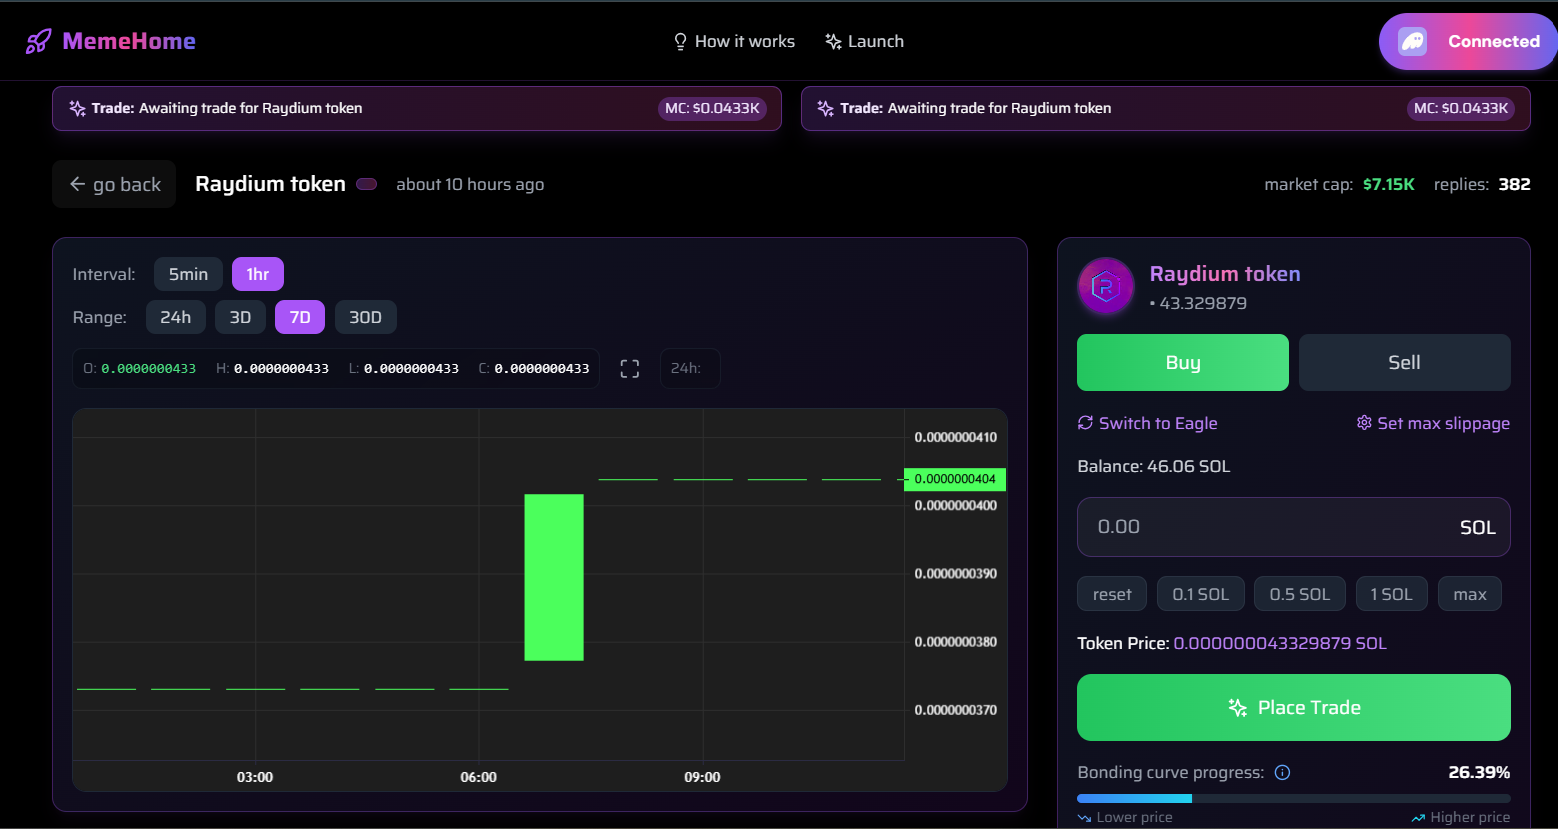 MemeHome
How it works
Launch
Connected
Trade: Awaiting trade for Raydium token MC: $0.0433K
Trade: Awaiting trade for Raydium token MC: $0.0433K
go back
Raydium token
about 10 hours ago
market cap: $7.15K replies: 382
Interval: 5min 1hr
Range: 24h 3D 7D 30D
O: 0.0000000433 H: 0.0000000433 L: 0.0000000433 C: 0.0000000433
24h:
0.0000000410
0.0000000404
0.0000000400
0.0000000390
0.0000000380
0.0000000370
03:00 06:00 09:00
Raydium token
• 43.329879
Buy Sell
Switch to Eagle Set max slippage
Balance: 46.06 SOL
0.00 SOL
reset 0.1 SOL 0.5 SOL 1 SOL max
Token Price: 0.000000043329879 SOL
Place Trade
Bonding curve progress: 26.39%
Lower price Higher price